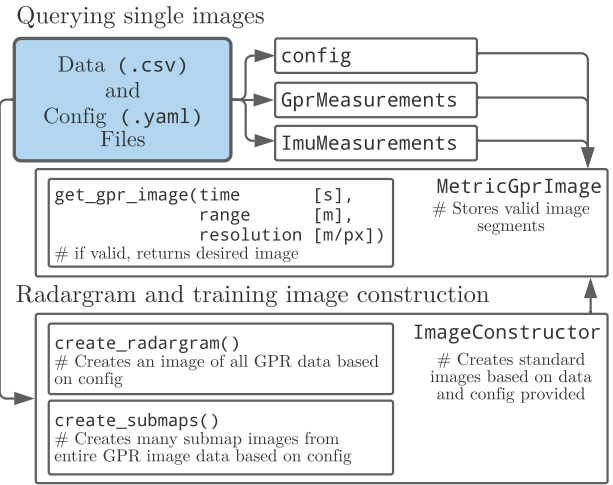 Querying single images
Data (.csv)
and
Config (.yaml)
Files
config
GprMeasurements
ImuMeasurements
get_gpr_image(time [s],
range [m],
resolution [m/px])
# if valid, returns desired image
MetricGprImage
# Stores valid image
segments
Radargram and training image construction
create_radargram()
# Creates an image of all GPR data based
on config
create_submaps()
# Creates many submap images from
entire GPR image data based on config
ImageConstructor
# Creates standard
images based on data
and config provided